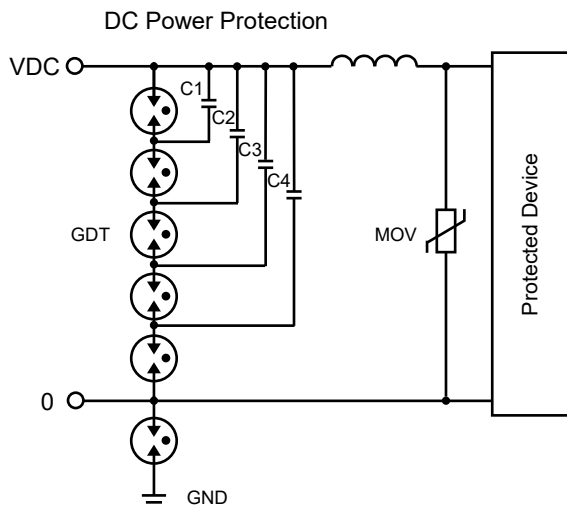 DC Power Protection
VDC
C1
C2
C3
C4
GDT
MOV
Protected Device
0
GND